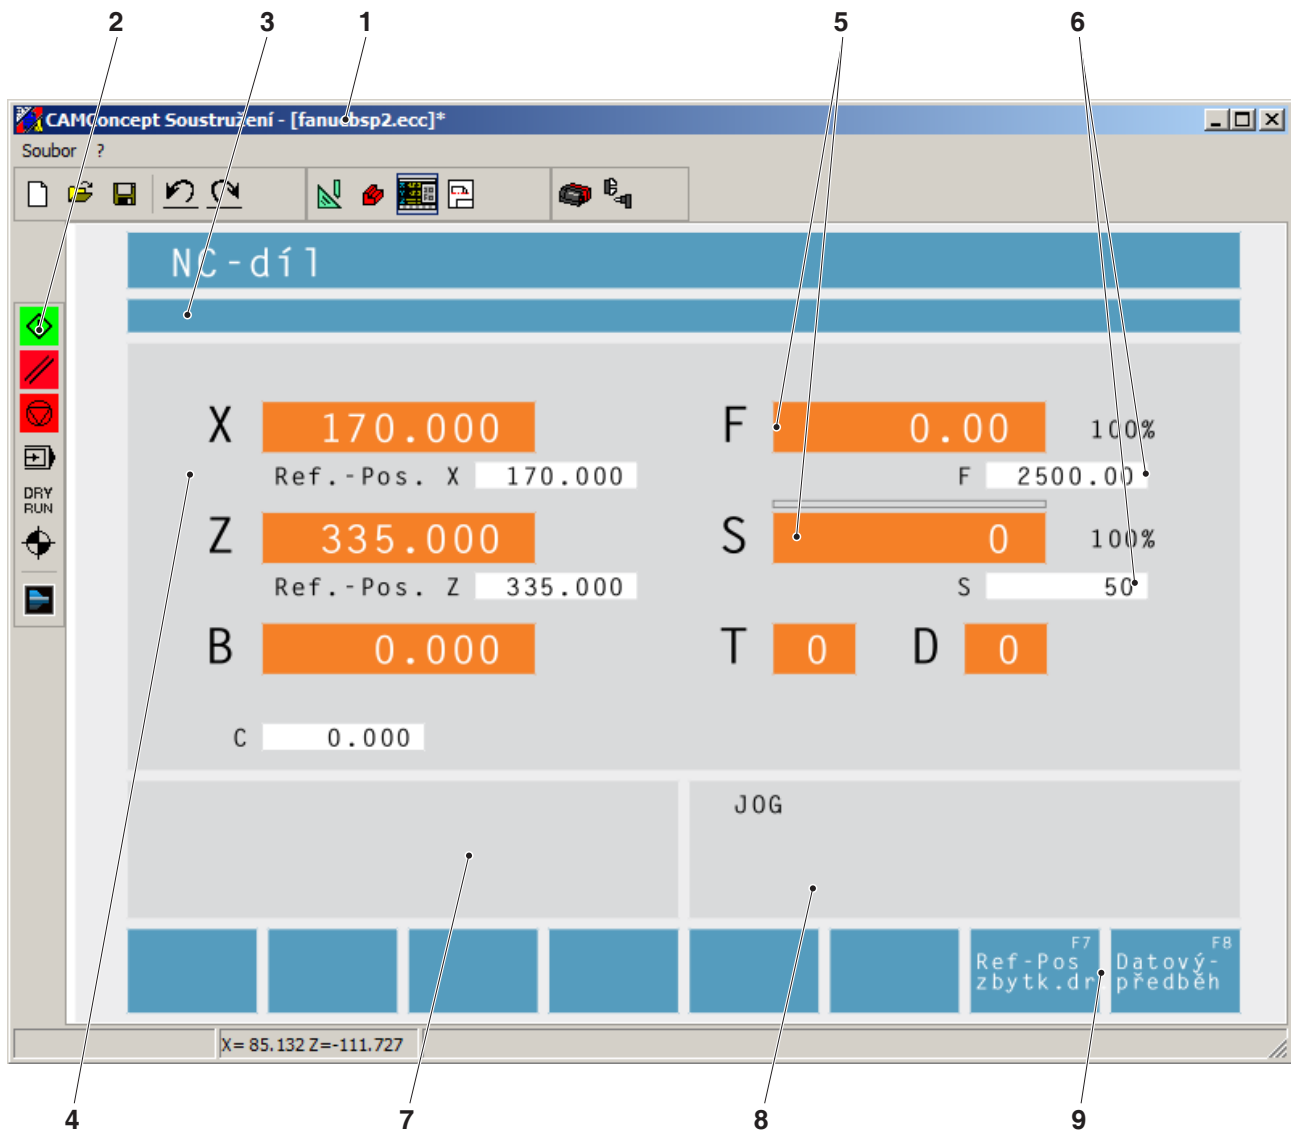 2 3 1 5 6
CAMConcept Soustružení - [fanucbsp2.ecc]*
Soubor ?
NC-díl
X 170.000 F 0.00 100%
Ref.-Pos. X 170.000 F 2500.00
DRY
RUN
Z 335.000 S 0 100%
Ref.-Pos. Z 335.000 S 50
B 0.000 T 0 D 0
C 0.000
JOG
F7
Ref-Pos
zbytk.dr
F8
Datový-
předběh
X= 85.132 Z=-111.727
4 7 8 9